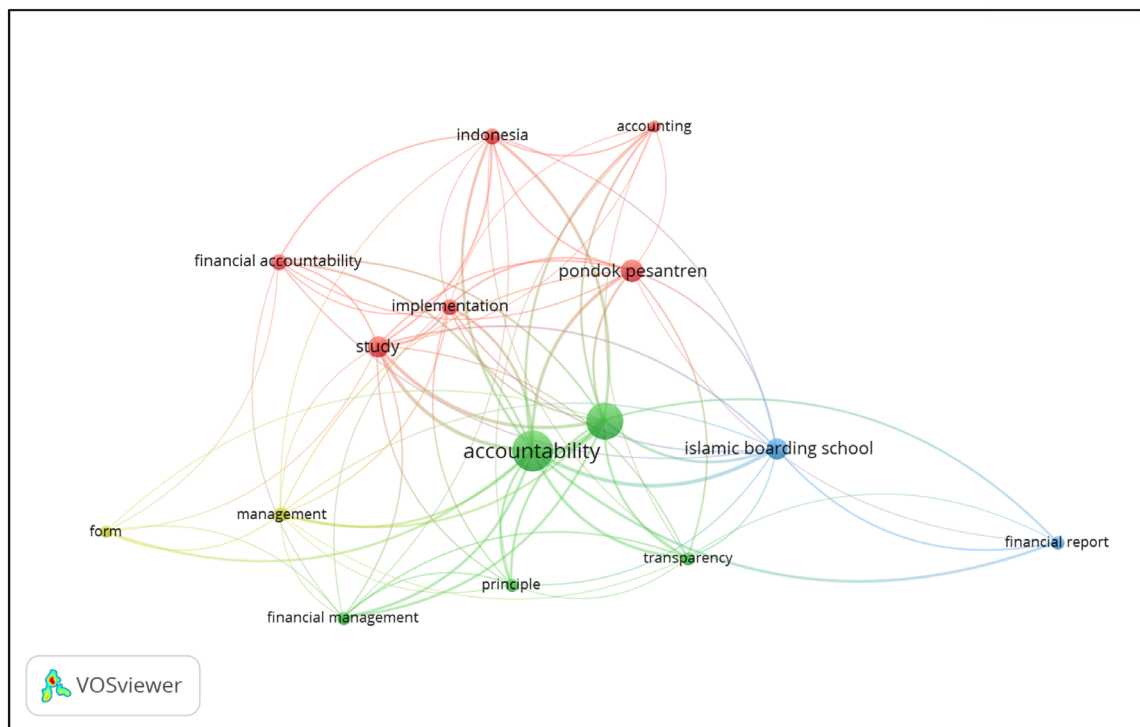 accounting
indonesia
financial accountability
pondok pesantren
implementation
study
accountability
islamic boarding school
management
form
financial report
transparency
principle
financial management
VOSviewer